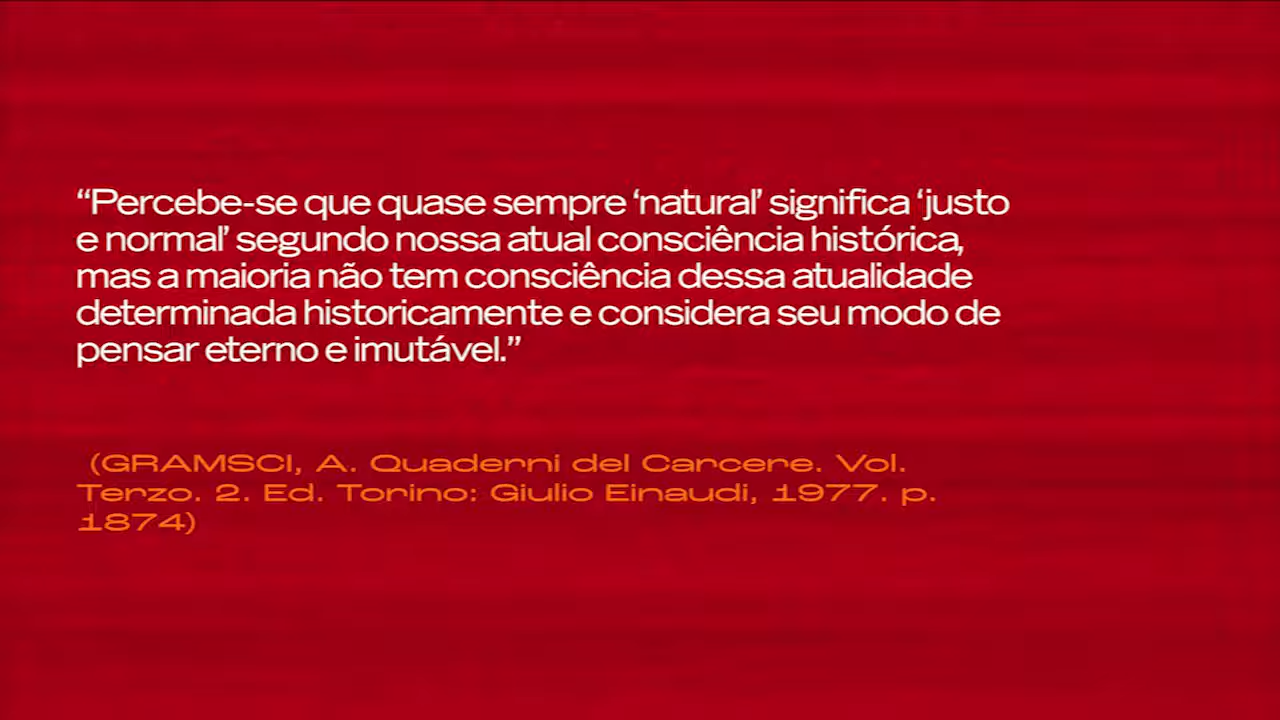 “Percebe-se que quase sempre ‘natural’ significa ‘justo
e normal’ segundo nossa atual consciência histórica,
mas a maioria não tem consciência dessa atualidade
determinada historicamente e considera seu modo de
pensar eterno e imutável.”
(GRAMSCI, A. Quaderni del Carcere. Vol.
Terzo. 2. Ed. Torino: Giulio Einaudi, 1977. p.
1874)